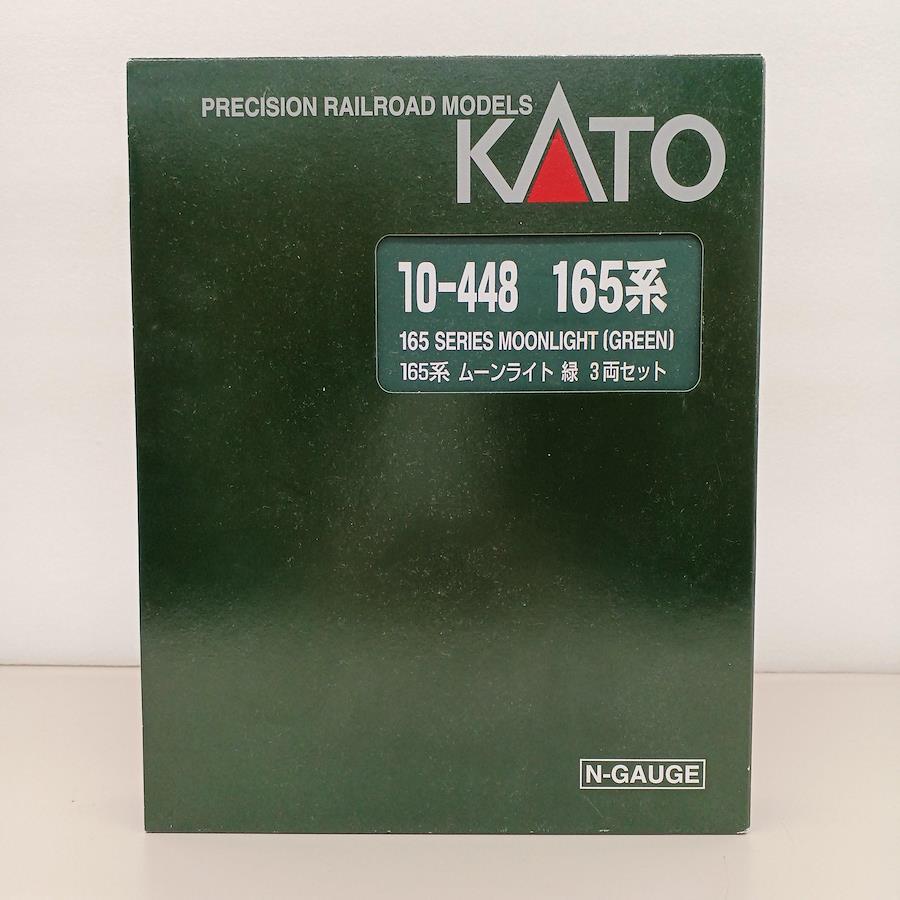 PRECISION RAILROAD MODELS
KATO
10-448 165系
165 SERIES MOONLIGHT (GREEN)
165系 ムーンライト 緑 3両セット
N-GAUGE